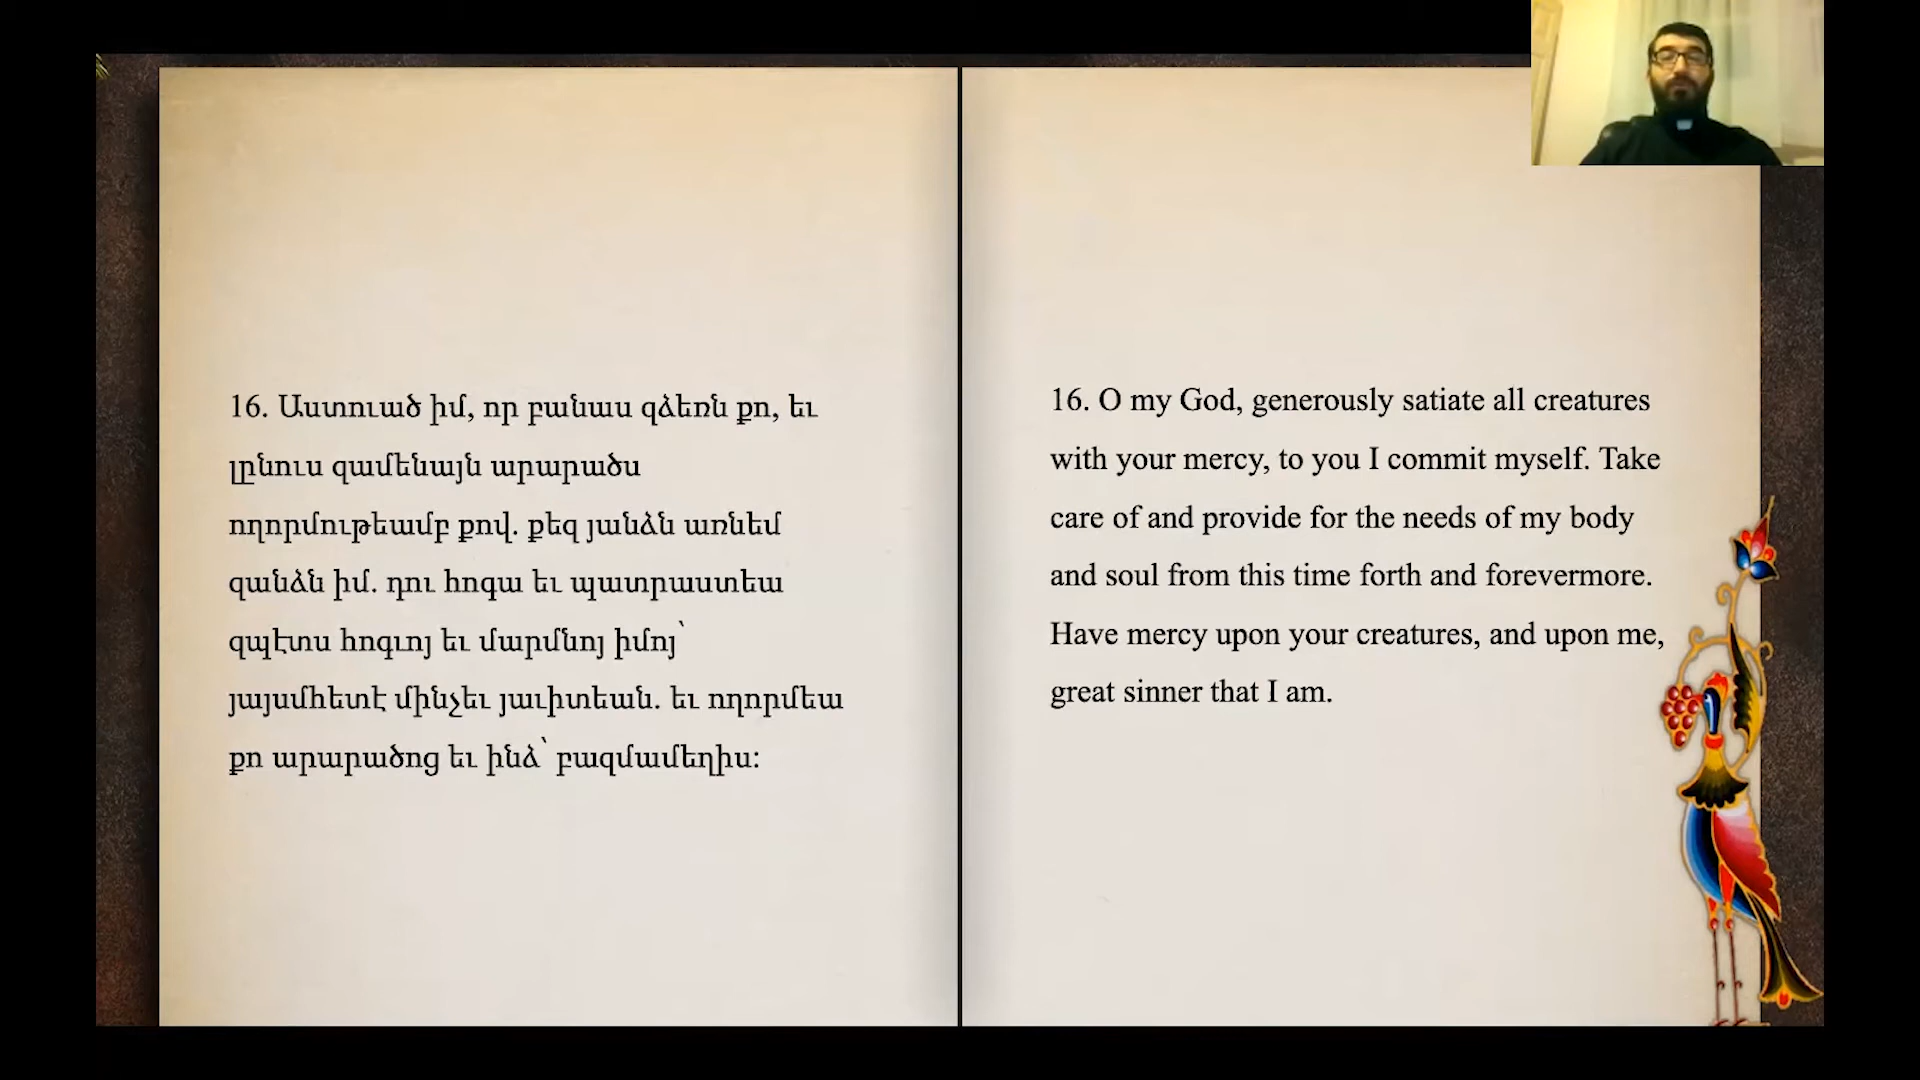 16. Աստուած իմ, որ բանաս զձեռն քո, եւ
լընուս զամենայն արարածս
ողորմութեամբ քով. քեզ յանձն առնեմ
զանձն իմ. դու հոգա եւ պատրաստեա
զպէտս հոգւոյ եւ մարմնոյ իմոյ՝
յայսմհետէ մինչեւ յաւիտեան. եւ ողորմեա
քո արարածոց եւ ինձ՝ բազմամեղիս:
16. O my God, generously satiate all creatures
with your mercy, to you I commit myself. Take
care of and provide for the needs of my body
and soul from this time forth and forevermore.
Have mercy upon your creatures, and upon me,
great sinner that I am.